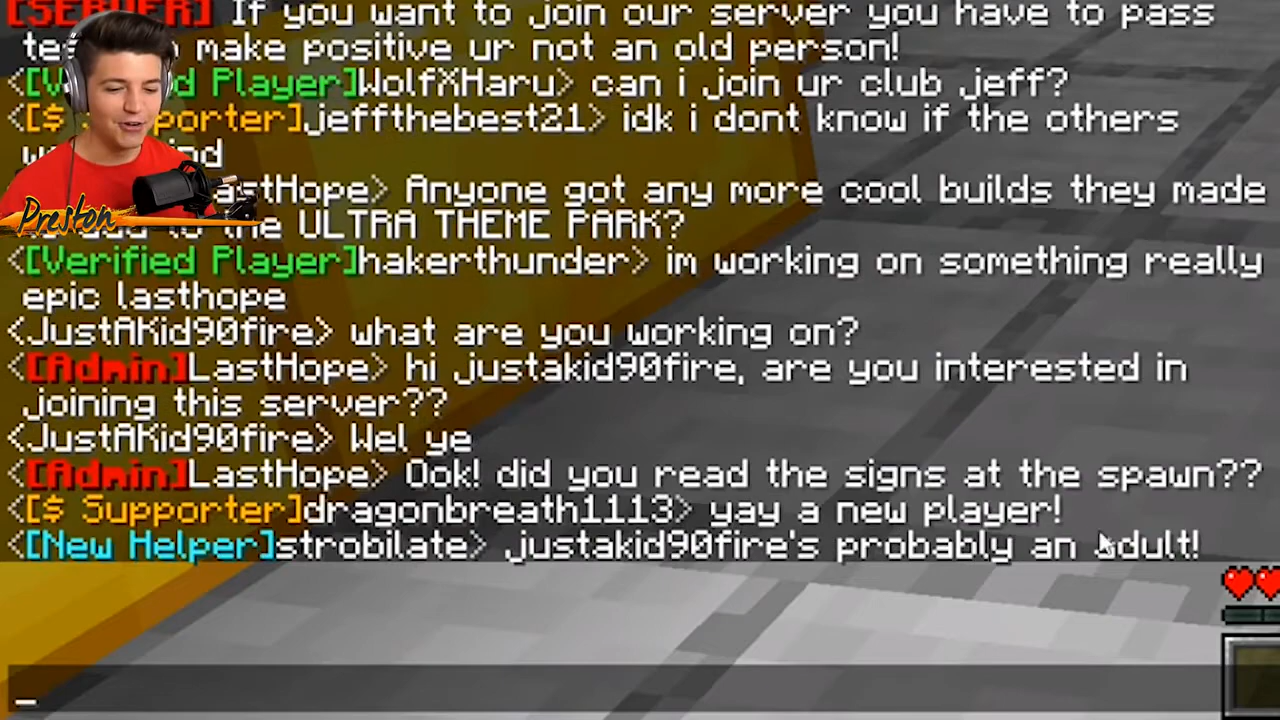 [SERVER] If you want to join our server you have to pass
make positive ur not an old person!
Player]WolfXHaru> can i join ur club jeff?
<[$ jeffthebest21> idk i dont know if the others
LastHope> Anyone got any more cool builds they made
the ULTRA THEME PARK?
Preston
<[Verified Player]hakerthunder> im working on something really
epic lasthope
<JustAKid90fire> what are you working on?
<[Admin]LastHope> hi justakid90fire, are you interested in
joining this server??
<JustAKid90fire> Wel ye
<[Admin]LastHope> Ook! did you read the signs at the spawn??
<[$ Supporter]dragonbreath1113> yay a new player!
<[New Helper]strobilate> justakid90fire's probably an adult!